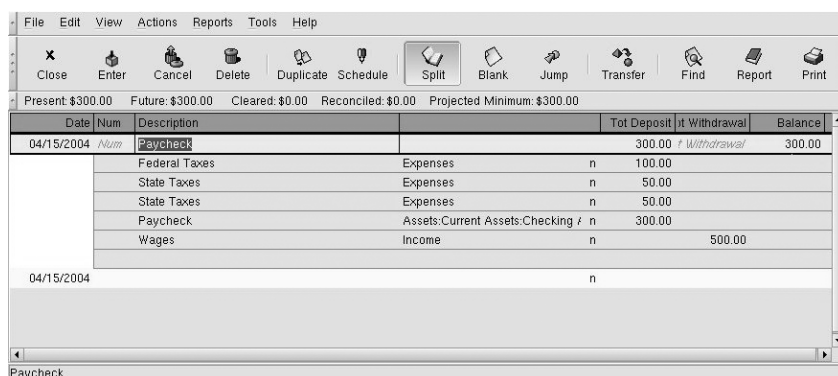 File Edit View Actions Reports Tools Help
Close Enter Cancel Delete Duplicate Schedule Split Blank Jump Transfer Find Report Print
Present: $300.00 Future: $300.00 Cleared: $0.00 Reconciled: $0.00 Projected Minimum: $300.00
Date Num Description Tot Deposit ot Withdrawal Balance
04/15/2004 Num Paycheck 300.00 t Withdrawal 300.00
Federal Taxes Expenses n 100.00
State Taxes Expenses n 50.00
State Taxes Expenses n 50.00
Paycheck Assets:Current Assets:Checking n 300.00
Wages Income n 500.00
04/15/2004 n
Paycheck